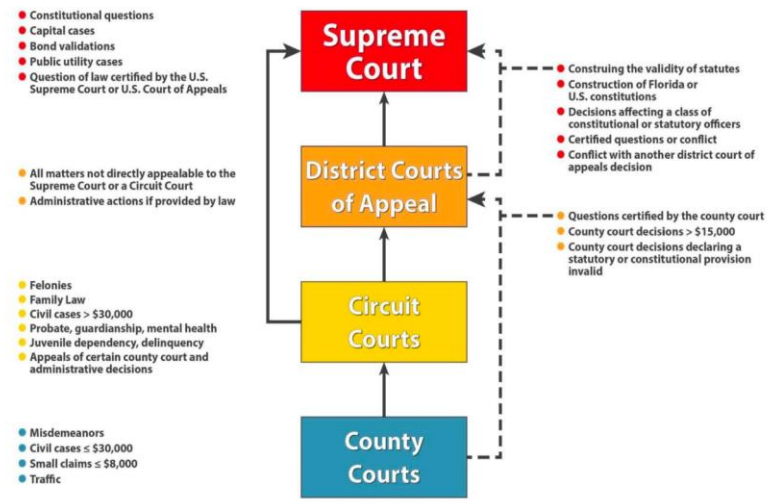 Constitutional questions
Capital cases
Bond validations
Public utility cases
Question of law certified by the U.S.
Supreme Court or U.S. Court of Appeals
Supreme
Court
Construing the validity of statutes
Construction of Florida or
U.S. constitutions
Decisions affecting a class of
constitutional or statutory officers
Certified questions or conflict
Conflict with another district court of
appeals decision
All matters not directly appealable to the
Supreme Court or a Circuit Court
Administrative actions if provided by law
District Courts
of Appeal
Questions certified by the county court
County court decisions > $15,000
County court decisions declaring a
statutory or constitutional provision
invalid
Felonies
Family Law
Civil cases > $30,000
Probate, guardianship, mental health
Juvenile dependency, delinquency
Appeals of certain county court and
administrative decisions
Circuit
Courts
Misdemeanors
Civil cases ≤ $30,000
Small claims ≤ $8,000
Traffic
County
Courts